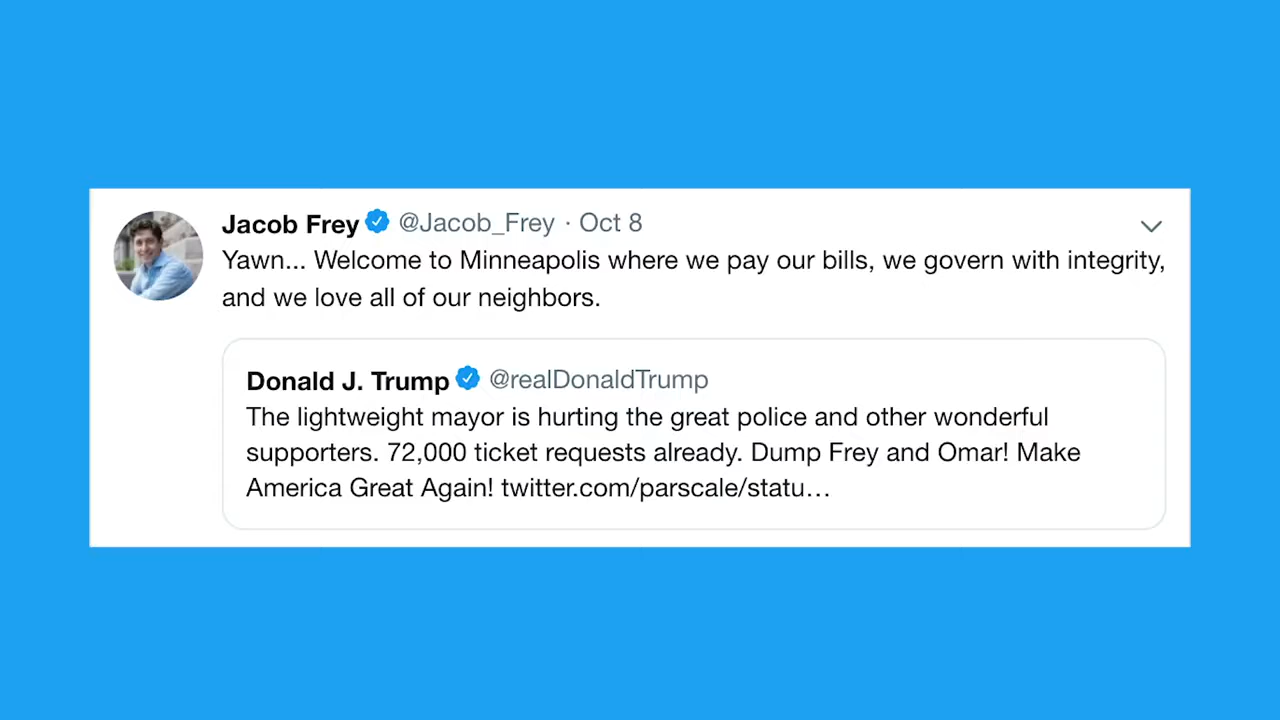 Jacob Frey @Jacob_Frey · Oct 8
Yawn... Welcome to Minneapolis where we pay our bills, we govern with integrity,
and we love all of our neighbors.
Donald J. Trump @realDonaldTrump
The lightweight mayor is hurting the great police and other wonderful
supporters. 72,000 ticket requests already. Dump Frey and Omar! Make
America Great Again! twitter.com/parscale/statu…